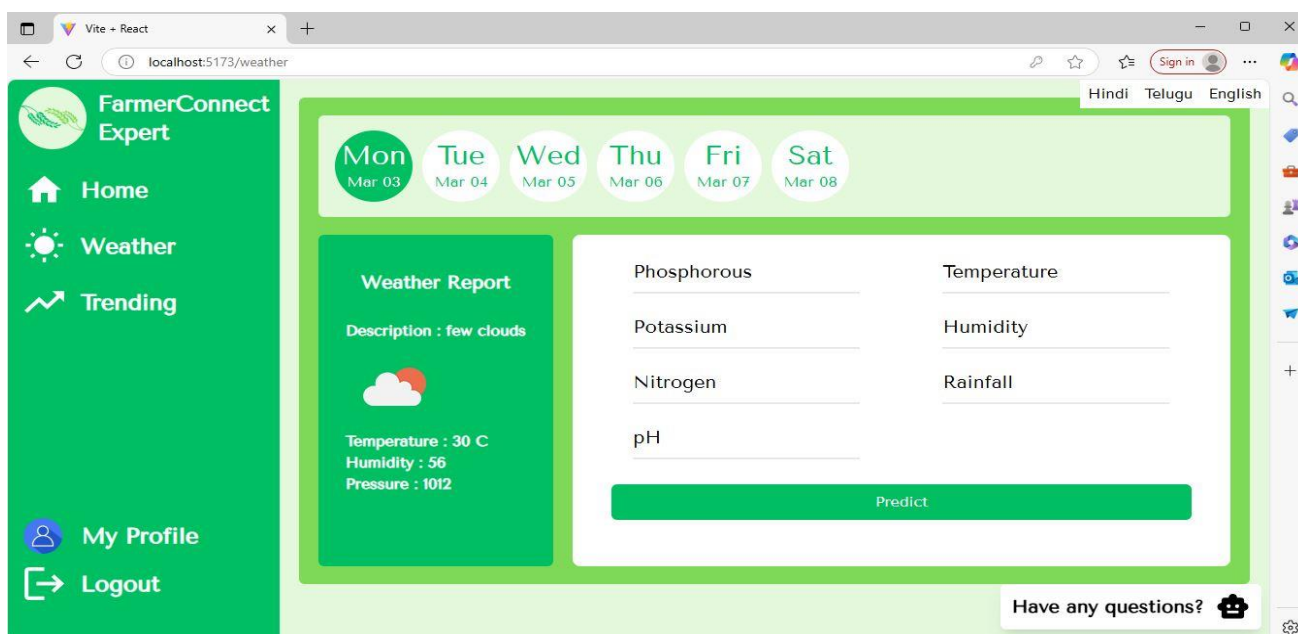 Vite + React
localhost:5173/weather
Sign in
FarmerConnect
Expert
Home
Weather
Trending
My Profile
Logout
Hindi Telugu English
Mon Tue Wed Thu Fri Sat
Mar 03 Mar 04 Mar 05 Mar 06 Mar 07 Mar 08
Weather Report
Description : few clouds
Temperature : 30 C
Humidity : 56
Pressure : 1012
Phosphorous Temperature
Potassium Humidity
Nitrogen Rainfall
pH
Predict
Have any questions?